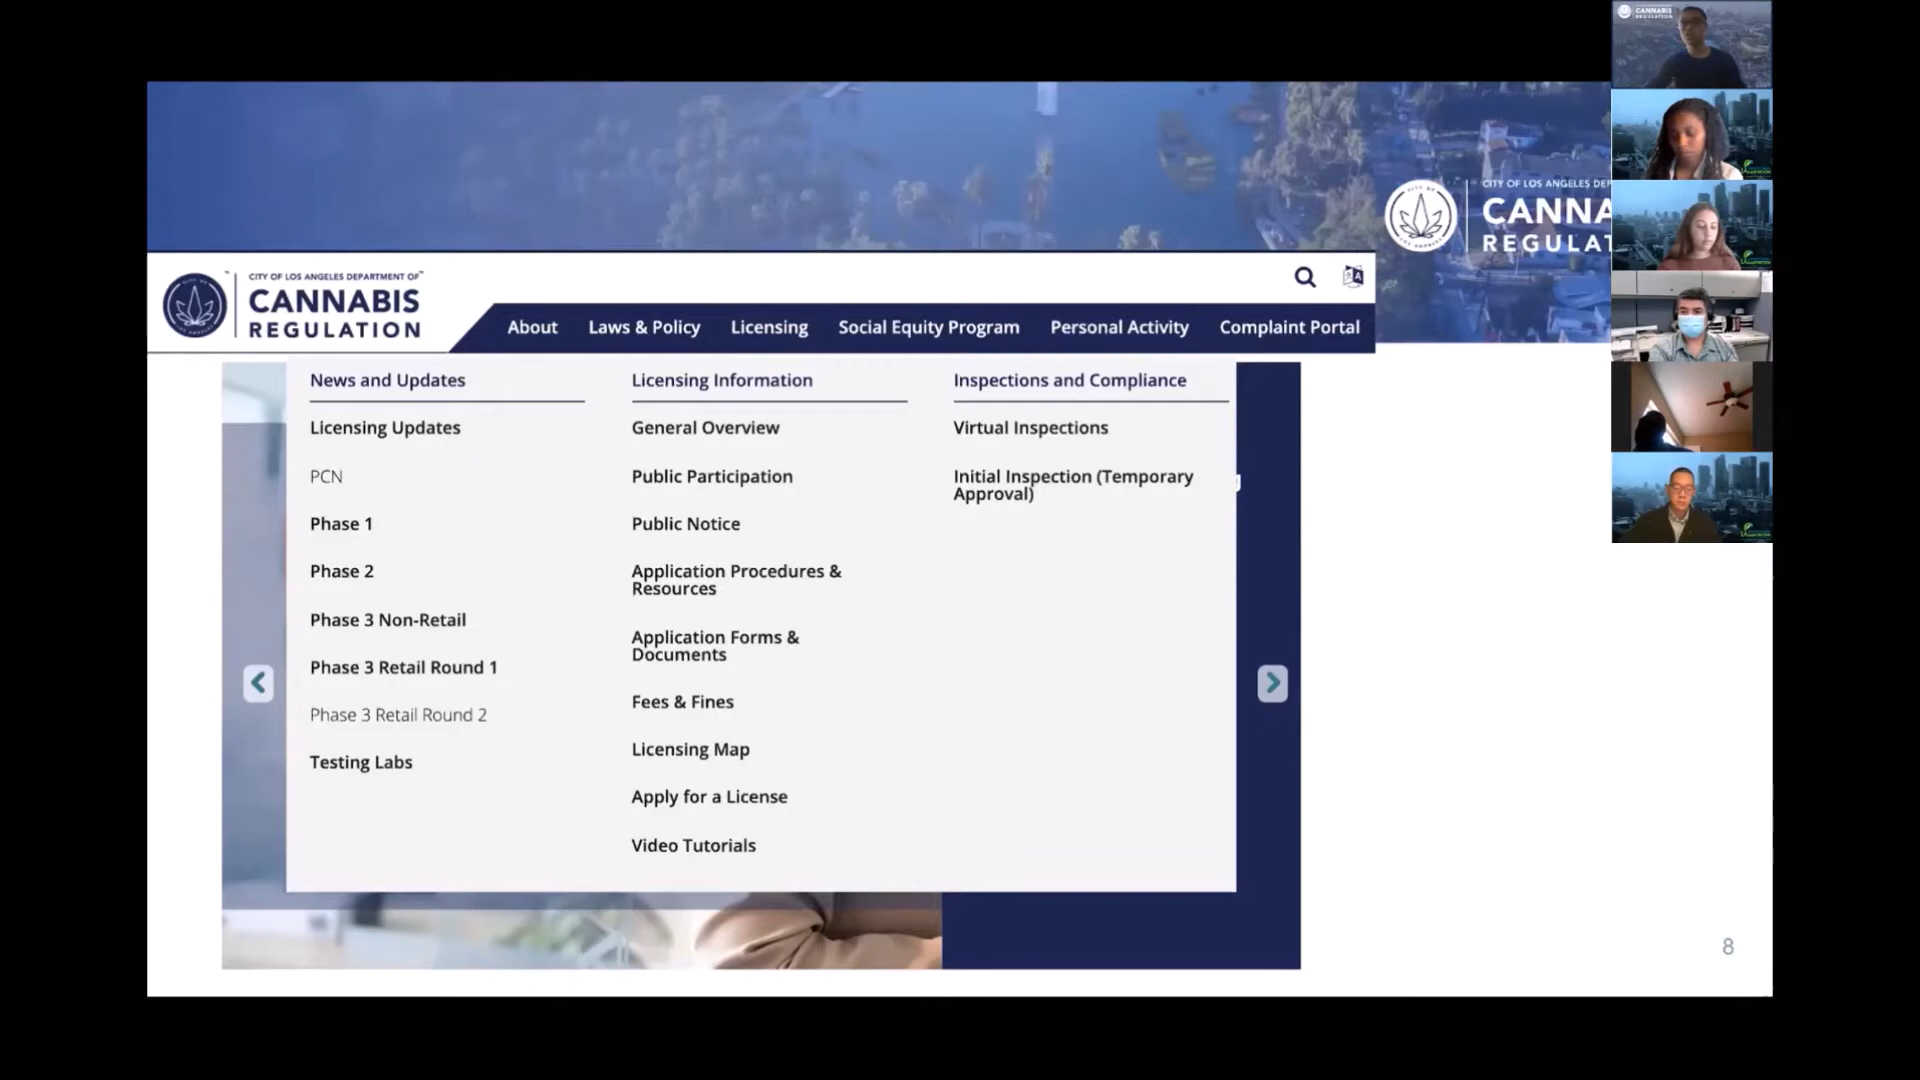 CANNABIS
REGULATION
CITY OF LOS ANGELES DEP
CANNA
REGULAT
CITY OF LOS ANGELES DEPARTMENT OF
CANNABIS
REGULATION
About Laws & Policy Licensing Social Equity Program Personal Activity Complaint Portal
News and Updates
Licensing Updates
PCN
Phase 1
Phase 2
Phase 3 Non-Retail
Phase 3 Retail Round 1
Phase 3 Retail Round 2
Testing Labs
Licensing Information
General Overview
Public Participation
Public Notice
Application Procedures &
Resources
Application Forms &
Documents
Fees & Fines
Licensing Map
Apply for a License
Video Tutorials
Inspections and Compliance
Virtual Inspections
Initial Inspection (Temporary
Approval)
8